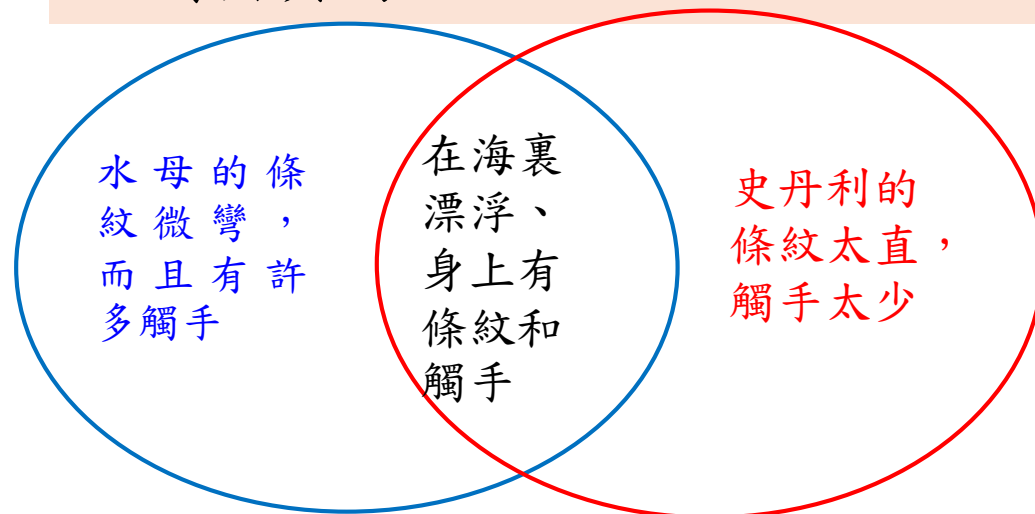 水母的條
紋微彎，
而且有許
多觸手
在海裏
漂浮、
身上有
條紋和
觸手
史丹利的
條紋太直，
觸手太少